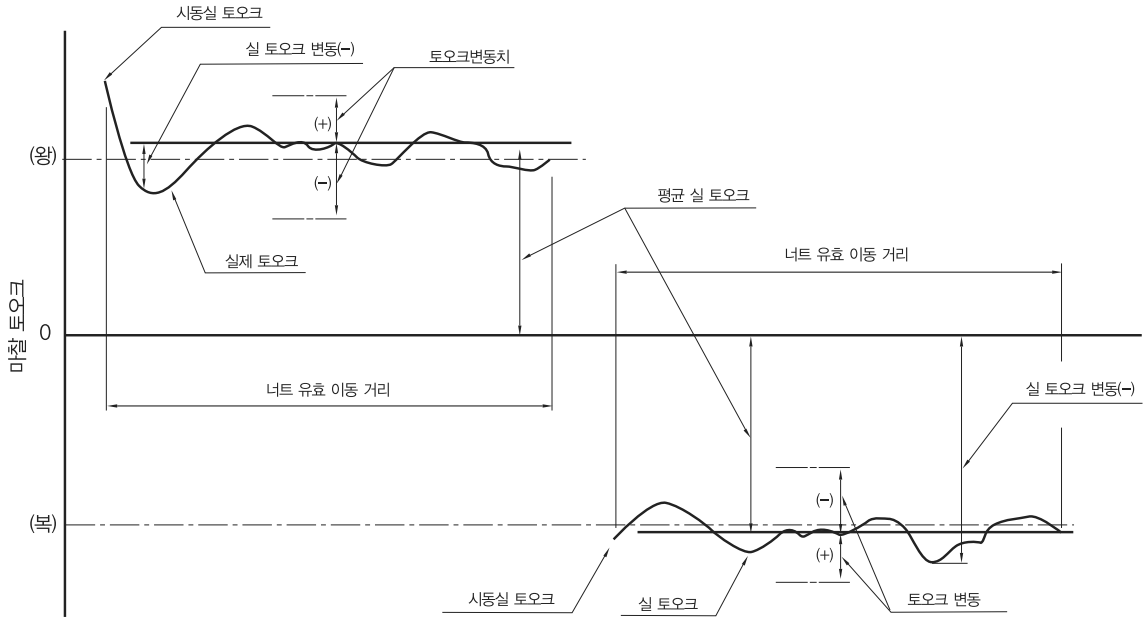 시동실 토오크
실 토오크 변동(−)
토오크변동치
(+)
(왕)
(−)
평균 실 토오크
실제 토오크
너트 유효 이동 거리
마찰 토오크
0
너트 유효 이동 거리
실 토오크 변동(−)
(−)
(복)
(+)
시동실 토오크
실 토오크
토오크 변동